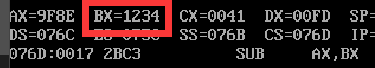 AX=9F8E BX=1234 CX=0041 DX=00FD SP=
DS=076C SS=076B CS=076D IP=
076D:0017 2BC3 SUB AX,BX